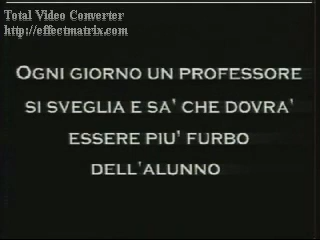 Total Video Converter
http://effectmatrix.com
OGNI GIORNO UN PROFESSORE
SI SVEGLIA E SA' CHE DOVRA'
ESSERE PIU' FURBO
DELL'ALUNNO